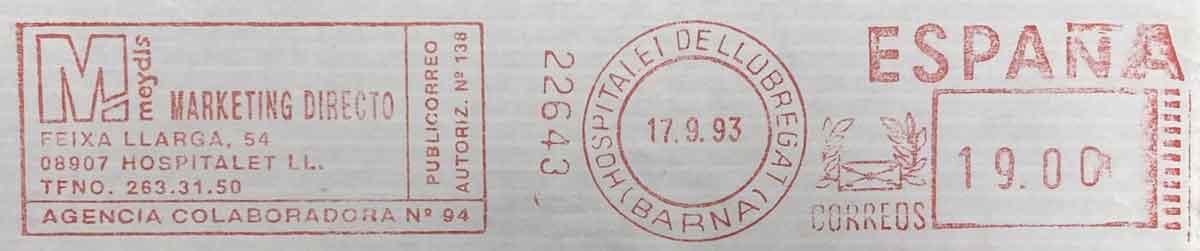 M
meydis
MARKETING DIRECTO
FEIXA LLARGA, 54
08907 HOSPITALET LL.
TFNO. 263.31.50
AGENCIA COLABORADORA Nº 94
PUBLICORREO
AUTORIZ. Nº 138
22643
HOSPITALET DE LLOBREGAT
(BARNA)
17.9.93
ESPAÑA
CORREOS
19.00